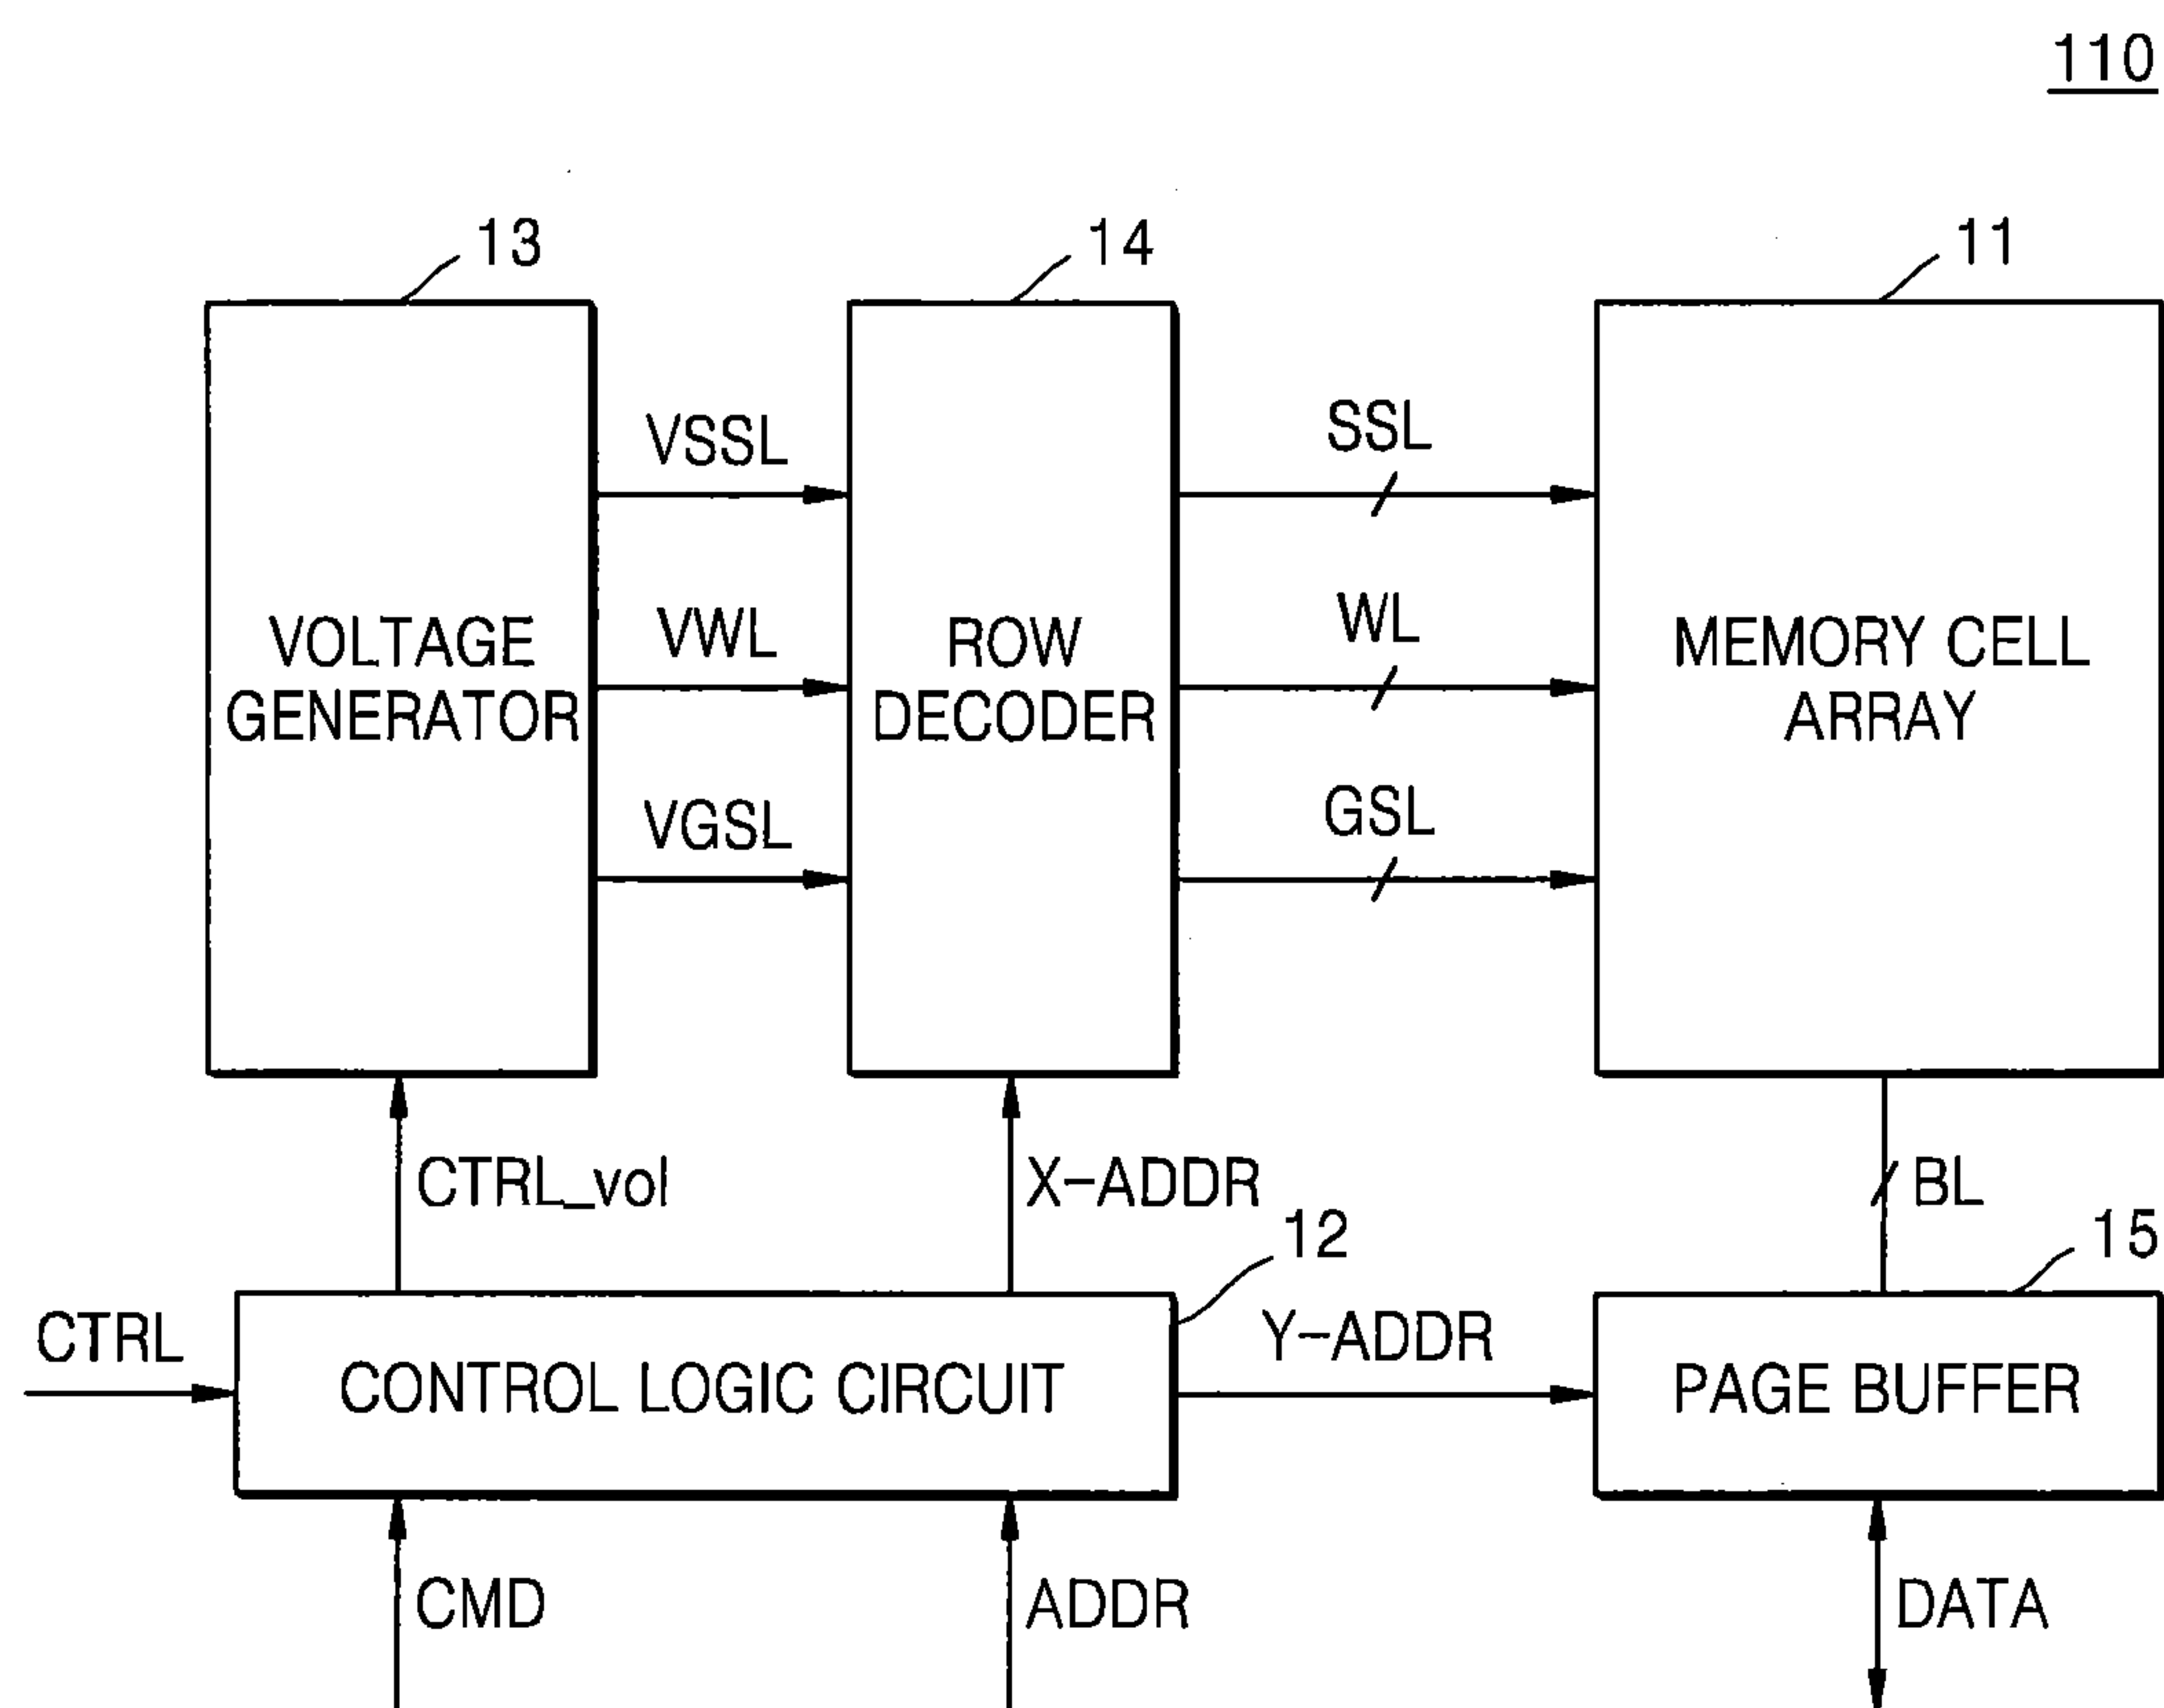 110
13
14
11
VSSL
SSL
VWL
WL
VOLTAGE
GENERATOR
ROW
DECODER
MEMORY CELL
ARRAY
VGSL
GSL
CTRL_vol
X-ADDR
BL
12
15
CTRL
Y-ADDR
CONTROL LOGIC CIRCUIT
PAGE BUFFER
CMD
ADDR
DATA